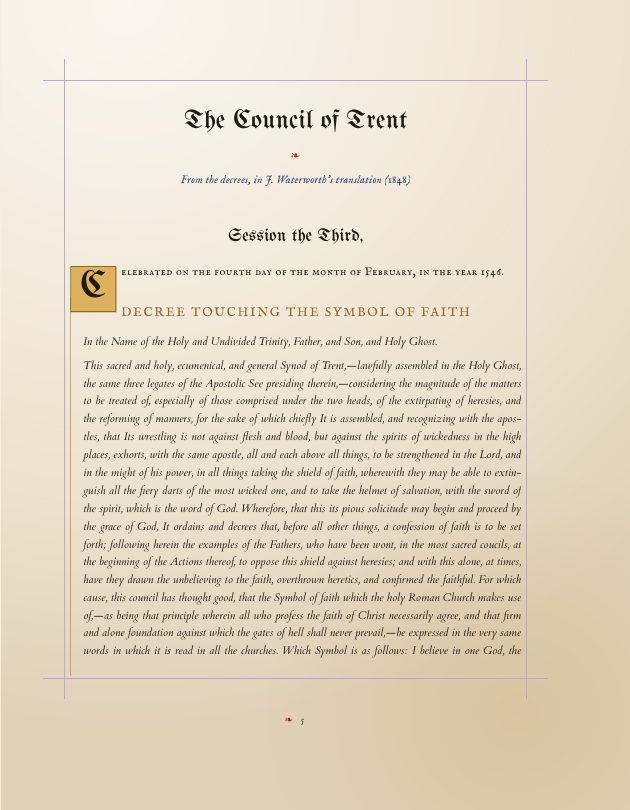 The Council of Trent
❧
From the decrees, in J. Waterworth's translation (1848)
Session the Third,
CELEBRATED ON THE FOURTH DAY OF THE MONTH OF FEBRUARY, IN THE YEAR 1546.
DECREE TOUCHING THE SYMBOL OF FAITH
In the Name of the Holy and Undivided Trinity, Father, and Son, and Holy Ghost.
This sacred and holy, ecumenical, and general Synod of Trent,—lawfully assembled in the Holy Ghost,
the same three legates of the Apostolic See presiding therein,—considering the magnitude of the matters
to be treated of, especially of those comprised under the two heads, of the extirpating of heresies, and
the reforming of manners, for the sake of which chiefly It is assembled, and recognizing with the apos-
tles, that Its wrestling is not against flesh and blood, but against the spirits of wickedness in the high
places, exhorts, with the same apostle, all and each above all things, to be strengthened in the Lord, and
in the might of his power, in all things taking the shield of faith, wherewith they may be able to extin-
guish all the fiery darts of the most wicked one, and to take the helmet of salvation, with the sword of
the spirit, which is the word of God. Wherefore, that this its pious solicitude may begin and proceed by
the grace of God, It ordains and decrees that, before all other things, a confession of faith is to be set
forth; following herein the examples of the Fathers, who have been wont, in the most sacred coucils, at
the beginning of the Actions thereof, to oppose this shield against heresies; and with this alone, at times,
have they drawn the unbelieving to the faith, overthrown heretics, and confirmed the faithful. For which
cause, this council has thought good, that the Symbol of faith which the holy Roman Church makes use
of,—as being that principle wherein all who profess the faith of Christ necessarily agree, and that firm
and alone foundation against which the gates of hell shall never prevail,—be expressed in the very same
words in which it is read in all the churches. Which Symbol is as follows: I believe in one God, the
❧ 5